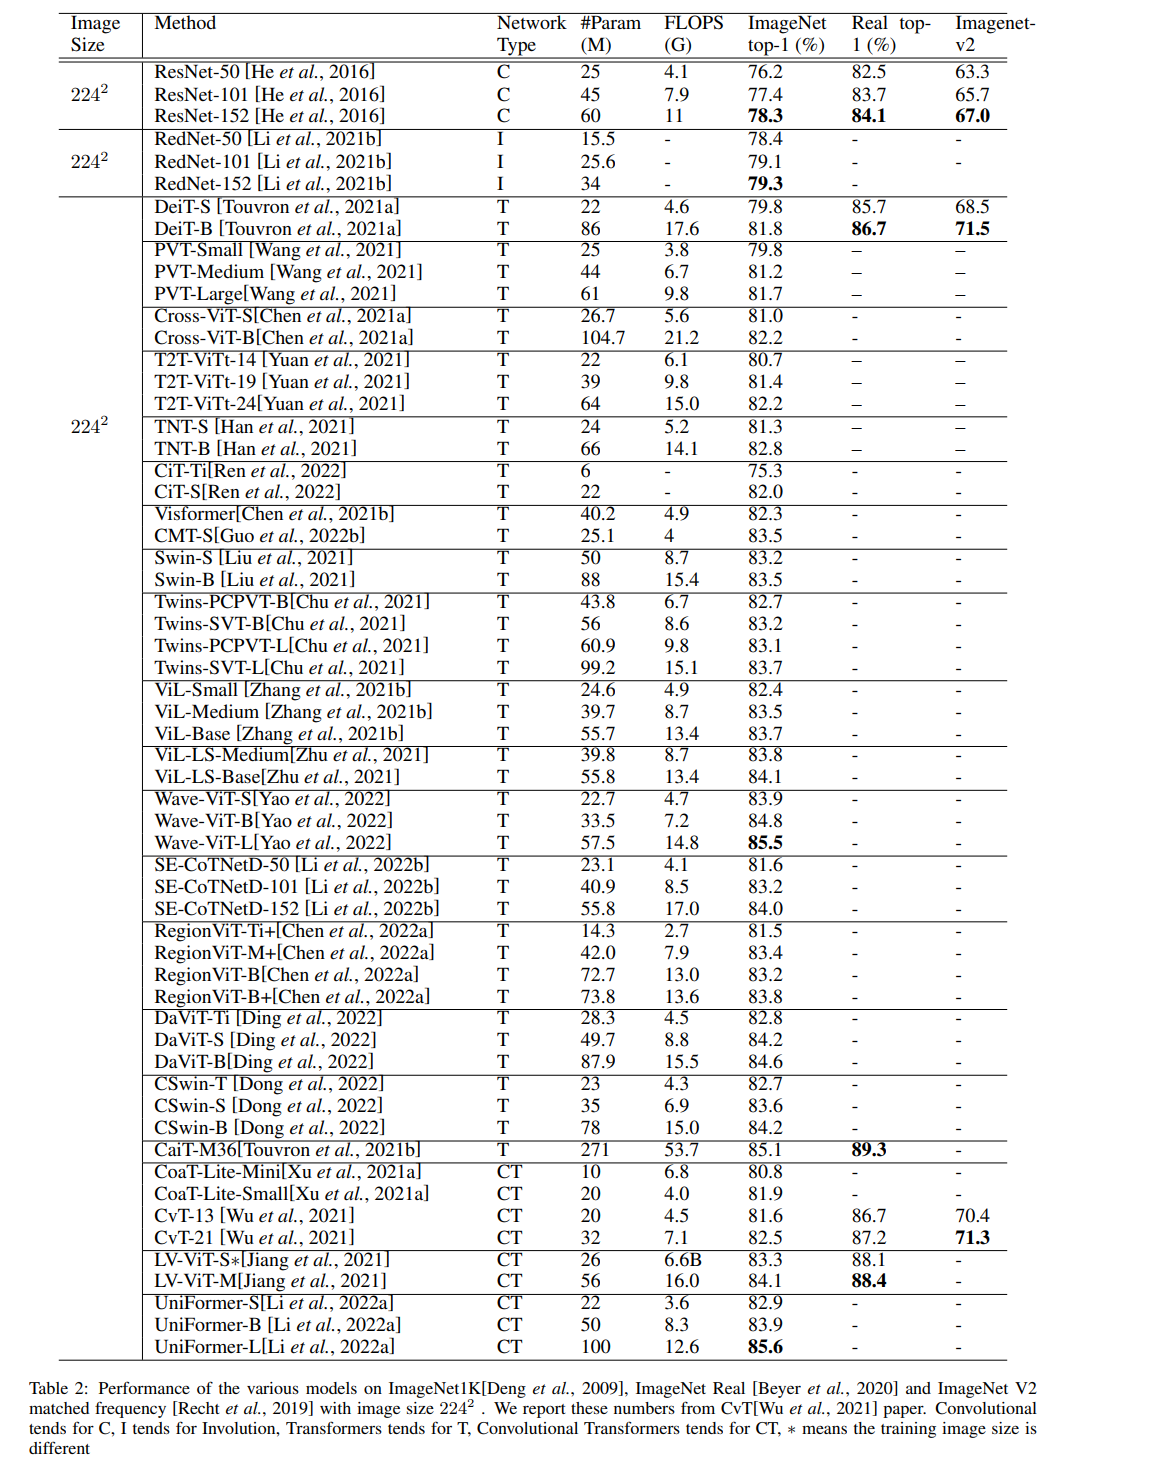 Image Size Method Network Type #Param (M) FLOPS (G) ImageNet top-1 (%) Real top-1 (%) Imagenet-v2
ResNet-50 [He et al., 2016] C 25 4.1 76.2 82.5 63.3
224² ResNet-101 [He et al., 2016] C 45 7.9 77.4 83.7 65.7
ResNet-152 [He et al., 2016] C 60 11 78.3 84.1 67.0
RedNet-50 [Li et al., 2021b] I 15.5 - 78.4 - -
224² RedNet-101 [Li et al., 2021b] I 25.6 - 79.1 - -
RedNet-152 [Li et al., 2021b] I 34 - 79.3 -
DeiT-S [Touvron et al., 2021a] T 22 4.6 79.8 85.7 68.5
DeiT-B [Touvron et al., 2021a] T 86 17.6 81.8 86.7 71.5
PVT-Small [Wang et al., 2021] T 25 3.8 79.8 – –
PVT-Medium [Wang et al., 2021] T 44 6.7 81.2 – –
PVT-Large[Wang et al., 2021] T 61 9.8 81.7 – –
Cross-ViT-S[Chen et al., 2021a] T 26.7 5.6 81.0 - -
Cross-ViT-B[Chen et al., 2021a] T 104.7 21.2 82.2 - -
T2T-ViTt-14 [Yuan et al., 2021] T 22 6.1 80.7 – –
T2T-ViTt-19 [Yuan et al., 2021] T 39 9.8 81.4 – –
T2T-ViTt-24[Yuan et al., 2021] T 64 15.0 82.2 – –
224² TNT-S [Han et al., 2021] T 24 5.2 81.3 – –
TNT-B [Han et al., 2021] T 66 14.1 82.8 – –
CiT-Ti[Ren et al., 2022] T 6 - 75.3 - -
CiT-S[Ren et al., 2022] T 22 - 82.0 - -
Visformer[Chen et al., 2021b] T 40.2 4.9 82.3 - -
CMT-S[Guo et al., 2022b] T 25.1 4 83.5 - -
Swin-S [Liu et al., 2021] T 50 8.7 83.2 - -
Swin-B [Liu et al., 2021] T 88 15.4 83.5 - -
Twins-PCPVT-B[Chu et al., 2021] T 43.8 6.7 82.7 - -
Twins-SVT-B[Chu et al., 2021] T 56 8.6 83.2 - -
Twins-PCPVT-L[Chu et al., 2021] T 60.9 9.8 83.1 - -
Twins-SVT-L[Chu et al., 2021] T 99.2 15.1 83.7 - -
ViL-Small [Zhang et al., 2021b] T 24.6 4.9 82.4 - -
ViL-Medium [Zhang et al., 2021b] T 39.7 8.7 83.5 - -
ViL-Base [Zhang et al., 2021b] T 55.7 13.4 83.7 - -
ViL-LS-Medium[Zhu et al., 2021] T 39.8 8.7 83.8 - -
ViL-LS-Base[Zhu et al., 2021] T 55.8 13.4 84.1 - -
Wave-ViT-S[Yao et al., 2022] T 22.7 4.7 83.9 - -
Wave-ViT-B[Yao et al., 2022] T 33.5 7.2 84.8 - -
Wave-ViT-L[Yao et al., 2022] T 57.5 14.8 85.5 - -
SE-CoTNetD-50 [Li et al., 2022b] T 23.1 4.1 81.6 - -
SE-CoTNetD-101 [Li et al., 2022b] T 40.9 8.5 83.2 - -
SE-CoTNetD-152 [Li et al., 2022b] T 55.8 17.0 84.0 - -
RegionViT-Ti+[Chen et al., 2022a] T 14.3 2.7 81.5 - -
RegionViT-M+[Chen et al., 2022a] T 42.0 7.9 83.4 - -
RegionViT-B[Chen et al., 2022a] T 72.7 13.0 83.2 - -
RegionViT-B+[Chen et al., 2022a] T 73.8 13.6 83.8 - -
DaViT-Ti [Ding et al., 2022] T 28.3 4.5 82.8 - -
DaViT-S [Ding et al., 2022] T 49.7 8.8 84.2 - -
DaViT-B[Ding et al., 2022] T 87.9 15.5 84.6 - -
CSwin-T [Dong et al., 2022] T 23 4.3 82.7 - -
CSwin-S [Dong et al., 2022] T 35 6.9 83.6 - -
CSwin-B [Dong et al., 2022] T 78 15.0 84.2 - -
CaiT-M36[Touvron et al., 2021b] T 271 53.7 85.1 89.3 -
CoaT-Lite-Mini[Xu et al., 2021a] CT 10 6.8 80.8 - -
CoaT-Lite-Small[Xu et al., 2021a] CT 20 4.0 81.9 - -
CvT-13 [Wu et al., 2021] CT 20 4.5 81.6 86.7 70.4
CvT-21 [Wu et al., 2021] CT 32 7.1 82.5 87.2 71.3
LV-ViT-S∗[Jiang et al., 2021] CT 26 6.6B 83.3 88.1 -
LV-ViT-M[Jiang et al., 2021] CT 56 16.0 84.1 88.4 -
UniFormer-S[Li et al., 2022a] CT 22 3.6 82.9 - -
UniFormer-B [Li et al., 2022a] CT 50 8.3 83.9 - -
UniFormer-L[Li et al., 2022a] CT 100 12.6 85.6 - -
Table 2: Performance of the various models on ImageNet1K[Deng et al., 2009], ImageNet Real [Beyer et al., 2020] and ImageNet V2
matched frequency [Recht et al., 2019] with image size 224² . We report these numbers from CvT[Wu et al., 2021] paper. Convolutional
tends for C, I tends for Involution, Transformers tends for T, Convolutional Transformers tends for CT, ∗ means the training image size is
different